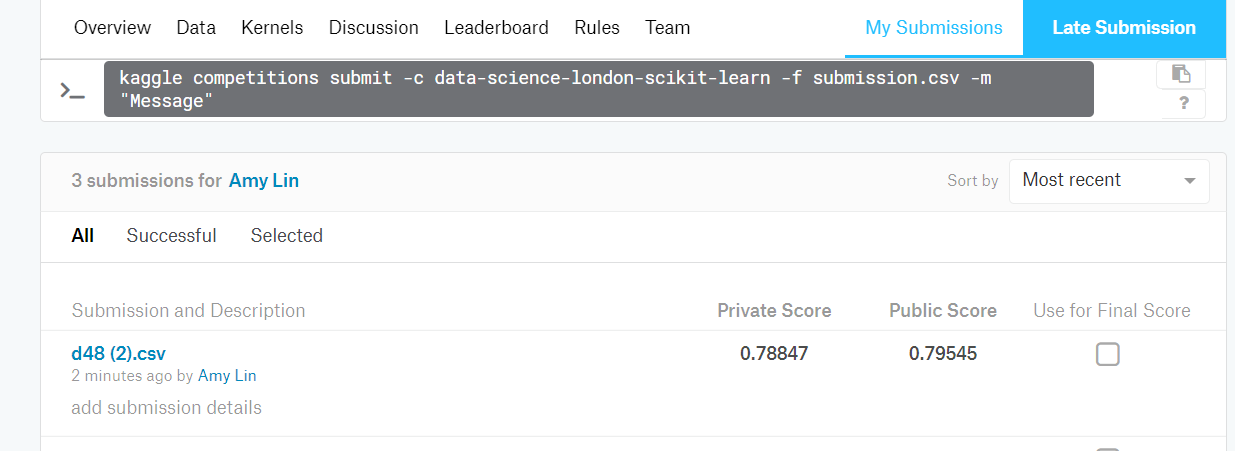 Overview Data Kernels Discussion Leaderboard Rules Team My Submissions Late Submission
>_ kaggle competitions submit -c data-science-london-scikit-learn -f submission.csv -m
"Message"
?
3 submissions for Amy Lin Sort by Most recent
All Successful Selected
Submission and Description Private Score Public Score Use for Final Score
d48 (2).csv 0.78847 0.79545
2 minutes ago by Amy Lin
add submission details